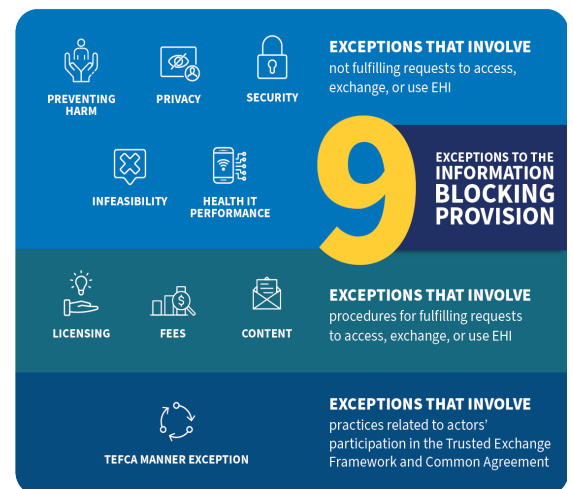 EXCEPTIONS THAT INVOLVE
not fulfilling requests to access,
exchange, or use EHI
PREVENTING
HARM
PRIVACY
SECURITY
INFEASIBILITY
HEALTH IT
PERFORMANCE
9
EXCEPTIONS TO THE
INFORMATION
BLOCKING
PROVISION
EXCEPTIONS THAT INVOLVE
procedures for fulfilling requests
to access, exchange, or use EHI
LICENSING
$
FEES
CONTENT
EXCEPTIONS THAT INVOLVE
practices related to actors'
participation in the Trusted Exchange
Framework and Common Agreement
TEFCA MANNER EXCEPTION